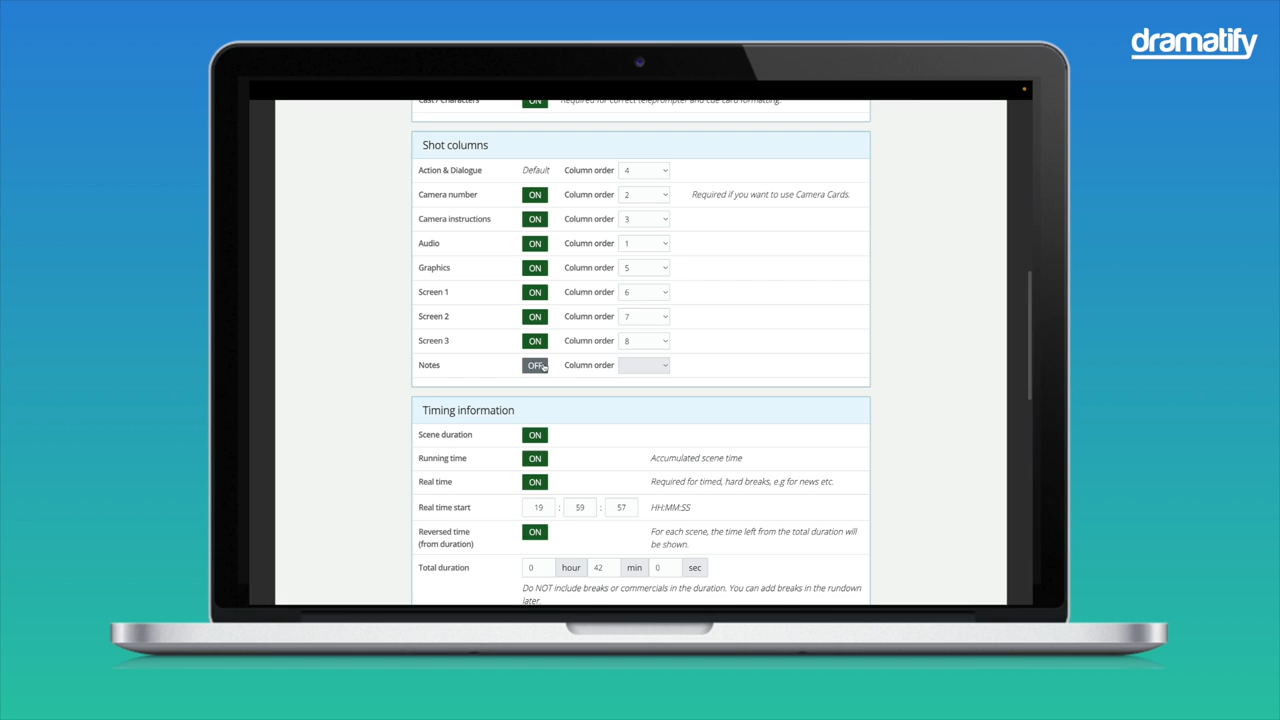 dramatify
Cast / Characters ON Required for correct teleprompter and cue card formatting.
Shot columns
Action & Dialogue Default Column order 4
Camera number ON Column order 2 Required if you want to use Camera Cards.
Camera instructions ON Column order 3
Audio ON Column order 1
Graphics ON Column order 5
Screen 1 ON Column order 6
Screen 2 ON Column order 7
Screen 3 ON Column order 8
Notes OFF Column order
Timing information
Scene duration ON
Running time ON Accumulated scene time
Real time ON Required for timed, hard breaks, e.g for news etc.
Real time start 19 : 59 : 57 HH:MM:SS
Reversed time ON For each scene, the time left from the total duration will
(from duration) be shown.
Total duration 0 hour 42 min 0 sec
Do NOT include breaks or commercials in the duration. You can add breaks in the rundown
later.